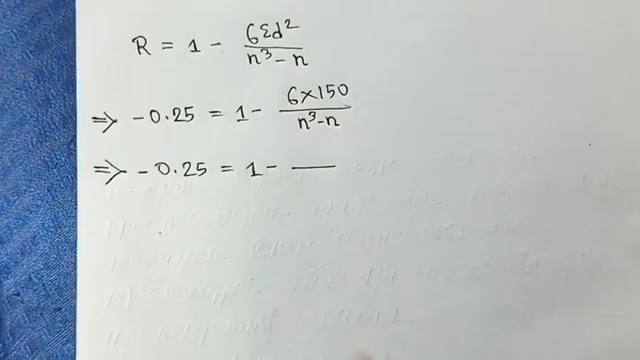 R = 1 - 6Σd²/n³-n
⇒ -0.25 = 1 - 6×150/n³-n
⇒ -0.25 = 1 - —